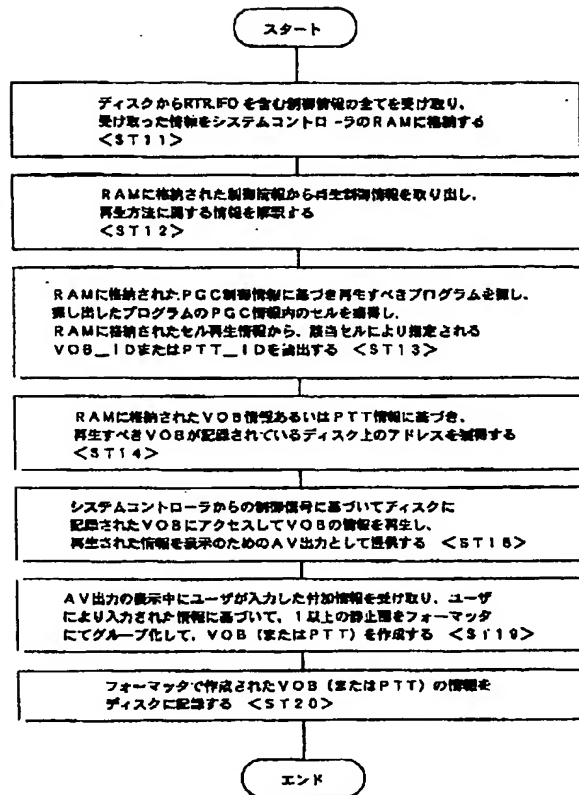 スタート
ディスクからRTR.IFOを含む制御情報の全てを受け取り、
受け取った情報をシステムコントローラのRAMに格納する
<ST11>
RAMに格納された制御情報から再生制御情報を取り出し、
再生方法に関する情報を解釈する
<ST12>
RAMに格納されたPGC制御情報に基づき再生すべきプログラムを探し、
探し出したプログラムのPGC情報内のセルを獲得し、
RAMに格納されたセル再生情報から、該当セルにより指定される
VOB_IDまたはPTT_IDを読出する <ST13>
RAMに格納されたVOB情報あるいはPTT情報に基づき、
再生すべきVOBが記録されているディスク上のアドレスを獲得する
<ST14>
システムコントローラからの制御信号に基づいてディスクに
記録されたVOBにアクセスしてVOBの情報を再生し、
再生された情報を表示のためのAV出力として提供する
AV出力の表示中にユーザが入力した付加情報を受け取り、ユーザ
により入力された情報に基づいて、1以上の静止画をフォーマッタ
にてグループ化して、VOB(またはPTT)を作成する <ST19>
フォーマッタで作成されたVOB(またはPTT)の情報を
ディスクに記録する <ST20>
エンド